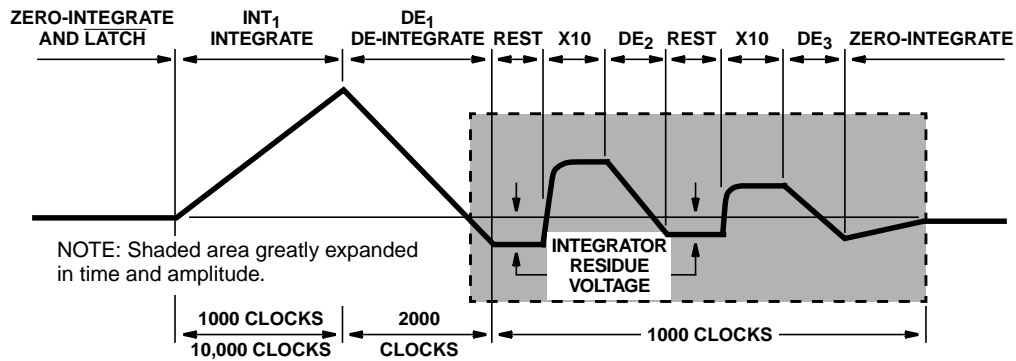 ZERO-INTEGRATE
AND LATCH
INT1
INTEGRATE
DE1
DE-INTEGRATE
REST
X10
DE2
REST
X10
DE3
ZERO-INTEGRATE
NOTE: Shaded area greatly expanded
in time and amplitude.
INTEGRATOR
RESIDUE
VOLTAGE
1000 CLOCKS
10,000 CLOCKS
2000
CLOCKS
1000 CLOCKS